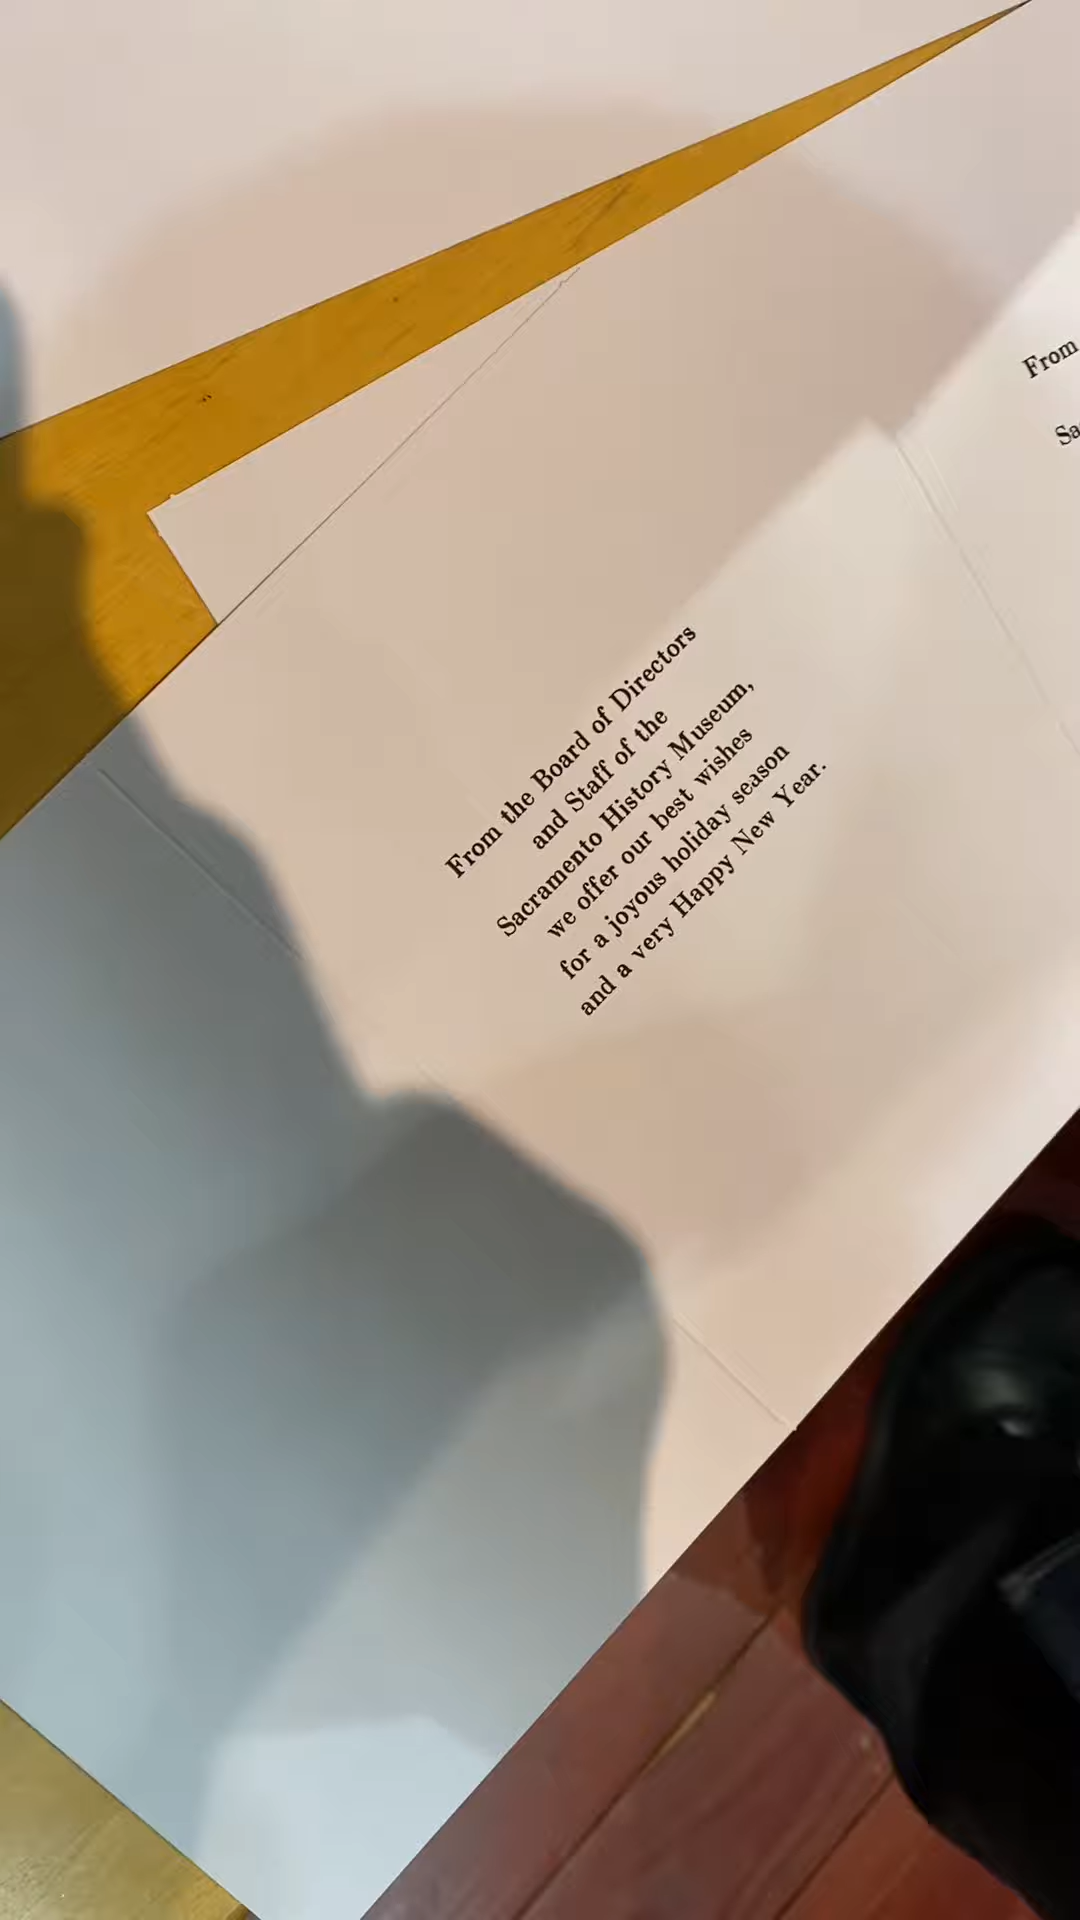 From the Board of Directors
and Staff of the
Sacramento History Museum,
we offer our best wishes
for a joyous holiday season
and a very Happy New Year.
From